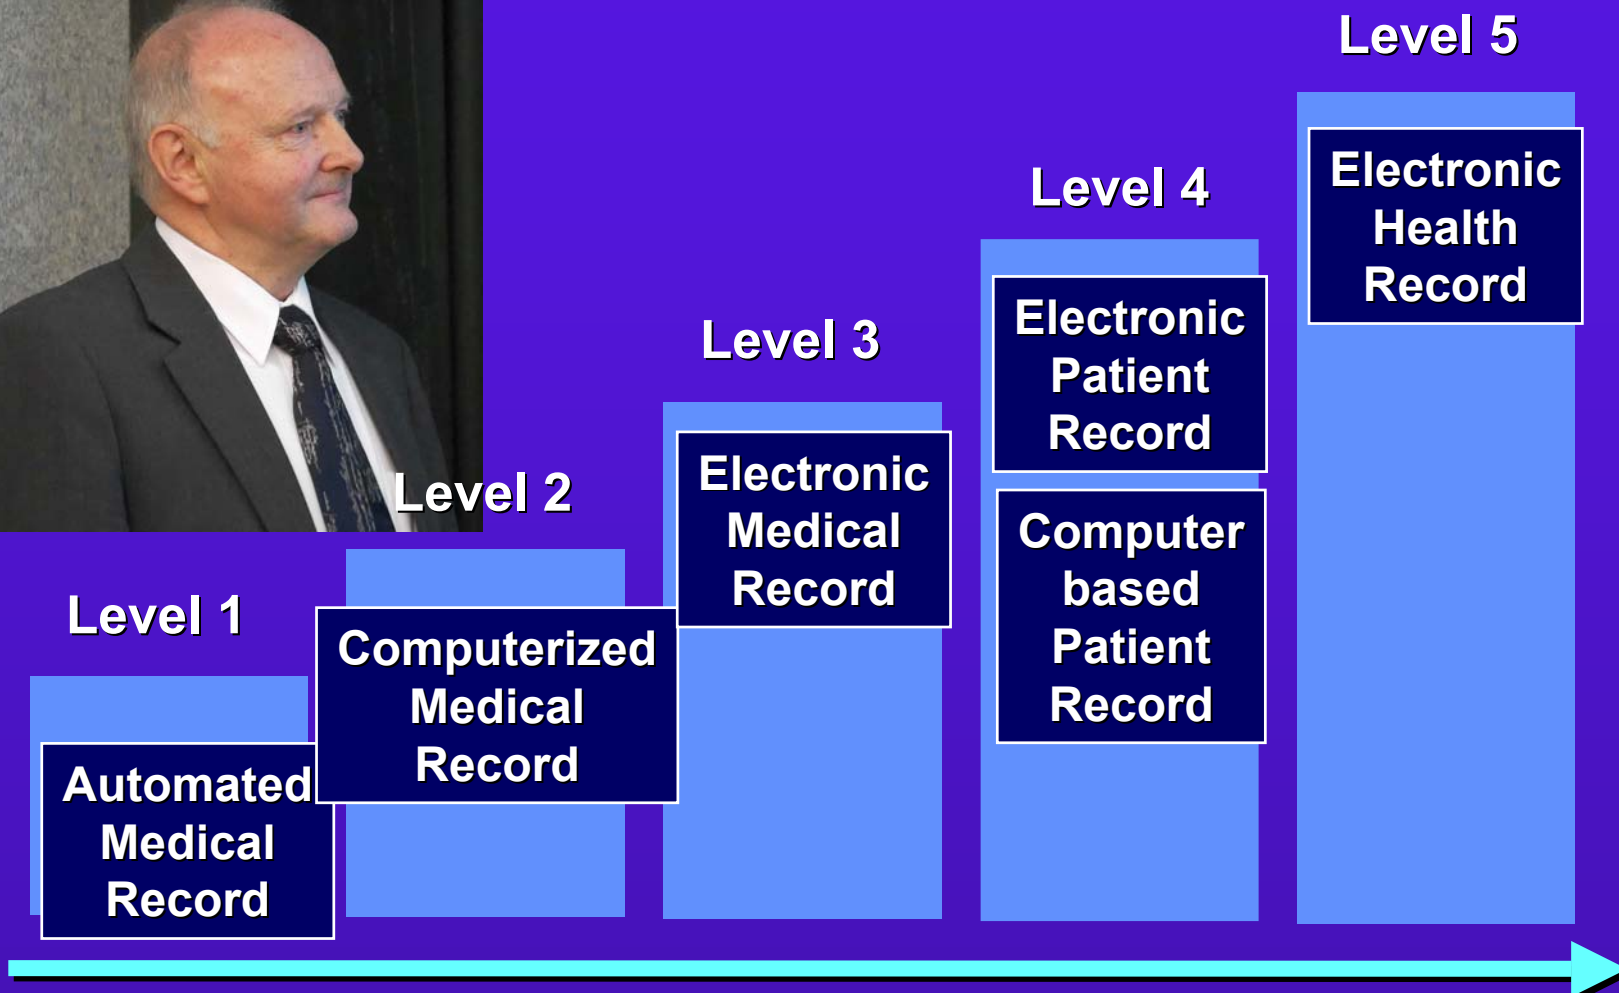 Level 1
Automated
Medical
Record
Level 2
Computerized
Medical
Record
Level 3
Electronic
Medical
Record
Level 4
Electronic
Patient
Record
Computer
based
Patient
Record
Level 5
Electronic
Health
Record